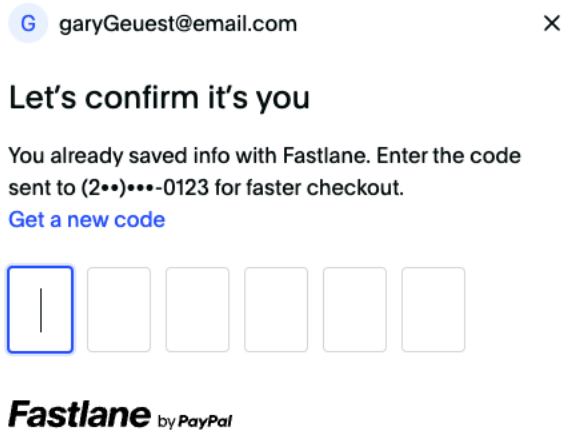 G garyGeuest@email.com
Let's confirm it's you
You already saved info with Fastlane. Enter the code
sent to (2••)•••-0123 for faster checkout.
Get a new code
Fastlane by PayPal